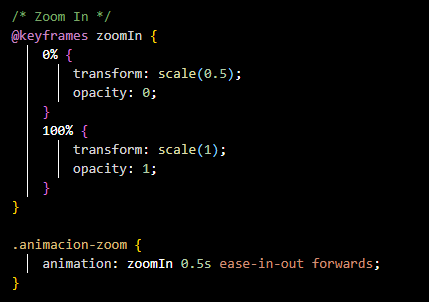 /* Zoom In */
@keyframes zoomIn {
    0% {
        transform: scale(0.5);
        opacity: 0;
    }
    100% {
        transform: scale(1);
        opacity: 1;
    }
}

.animacion-zoom {
    animation: zoomIn 0.5s ease-in-out forwards;
}